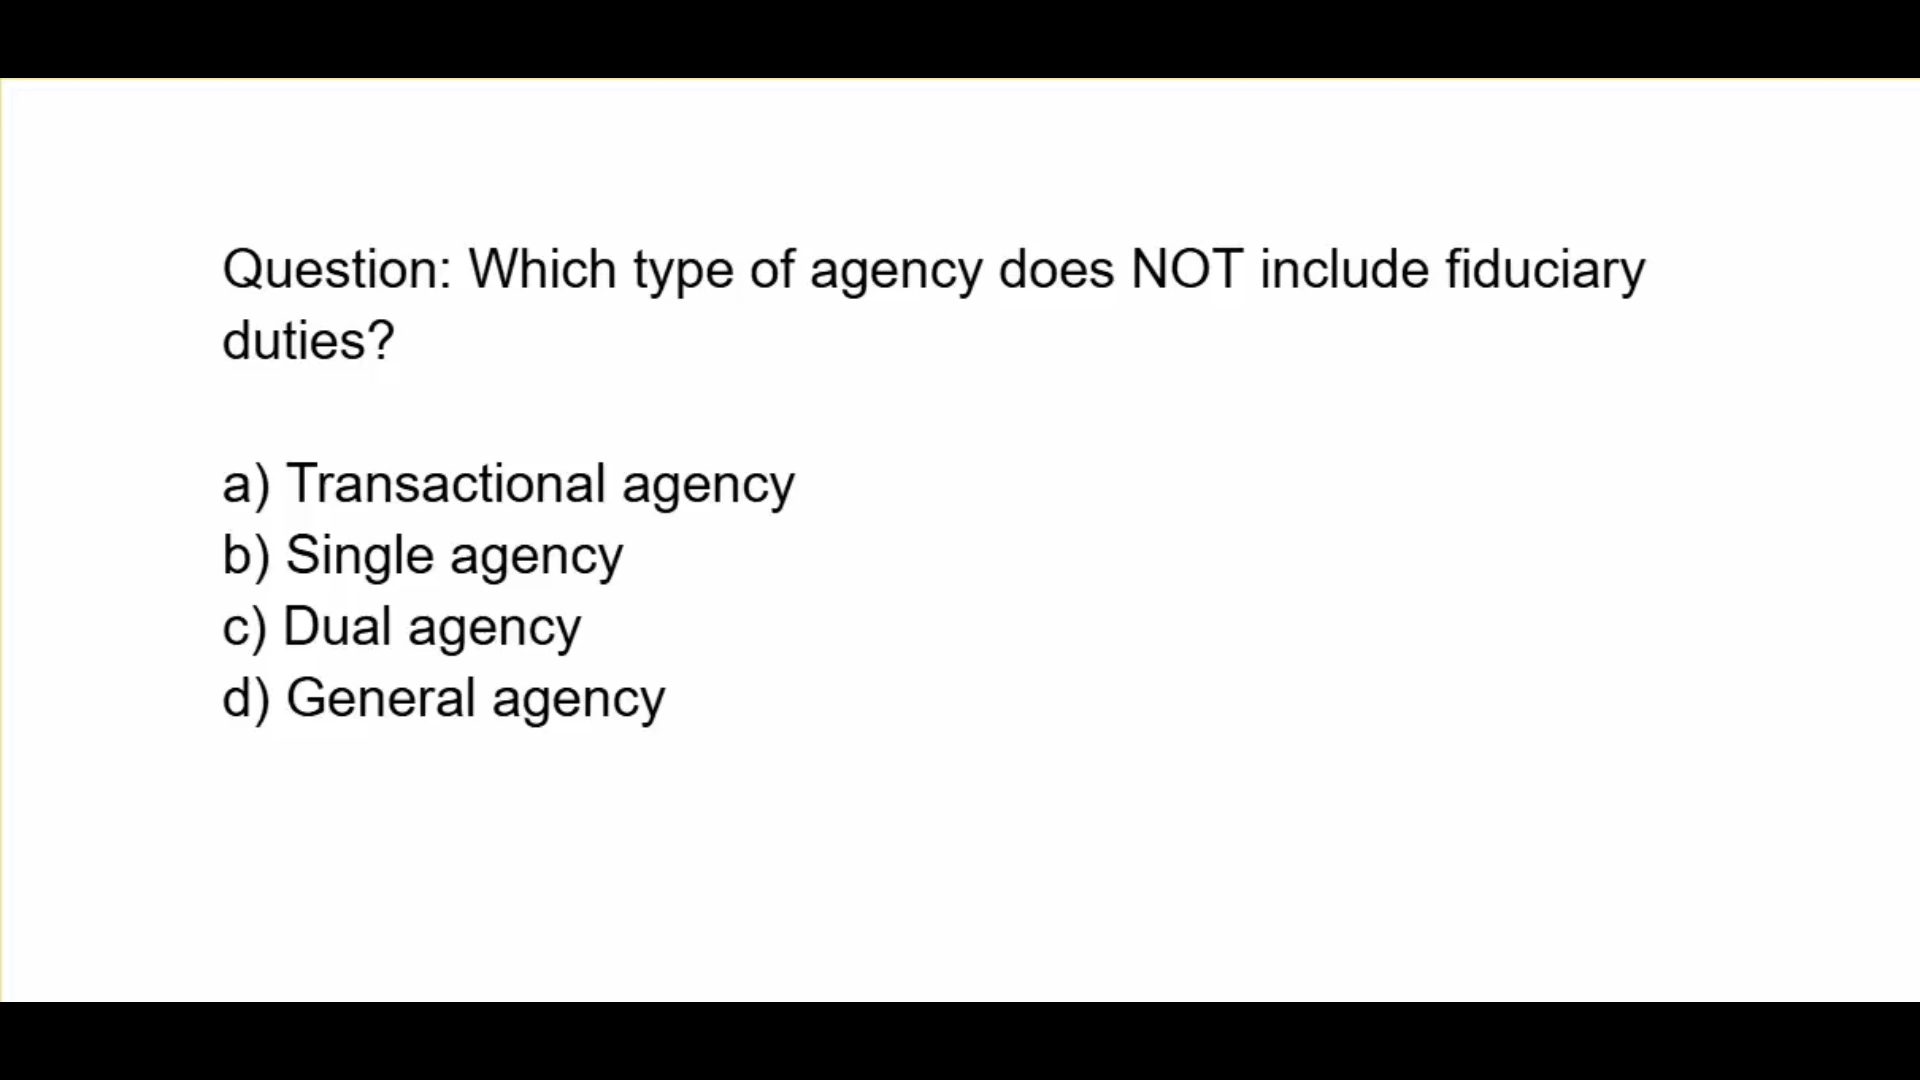 Question: Which type of agency does NOT include fiduciary
duties?
a) Transactional agency
b) Single agency
c) Dual agency
d) General agency